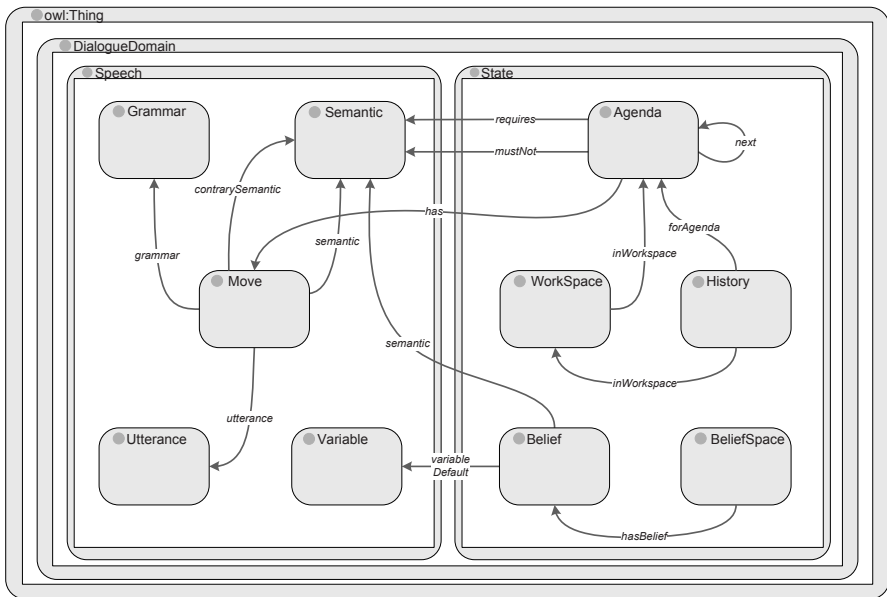 owl:Thing
DialogueDomain
Speech
State
Grammar
Semantic
Agenda
requires
mustNot
next
contrarySemantic
has
semantic
forAgenda
grammar
inWorkspace
Move
WorkSpace
History
semantic
inWorkspace
utterance
Utterance
Variable
Belief
BeliefSpace
variable
Default
hasBelief